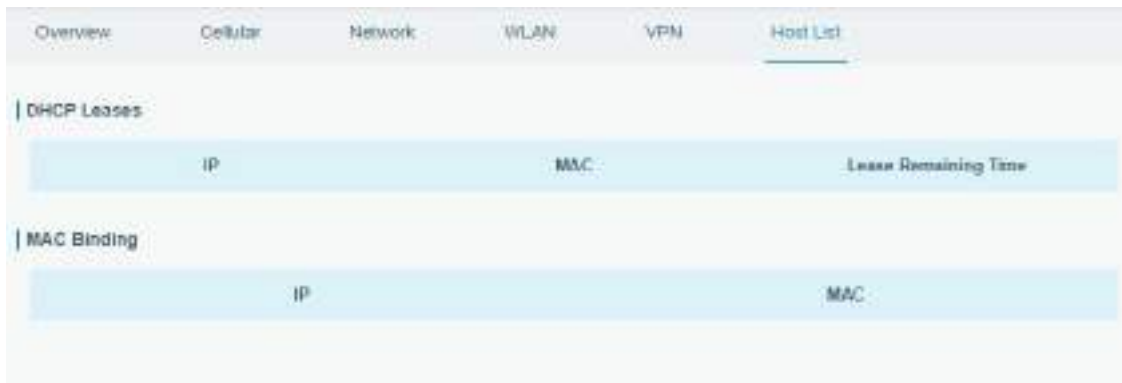 Overview Cellular Network WLAN VPN Host List
DHCP Leases
IP MAC Lease Remaining Time
MAC Binding
IP MAC